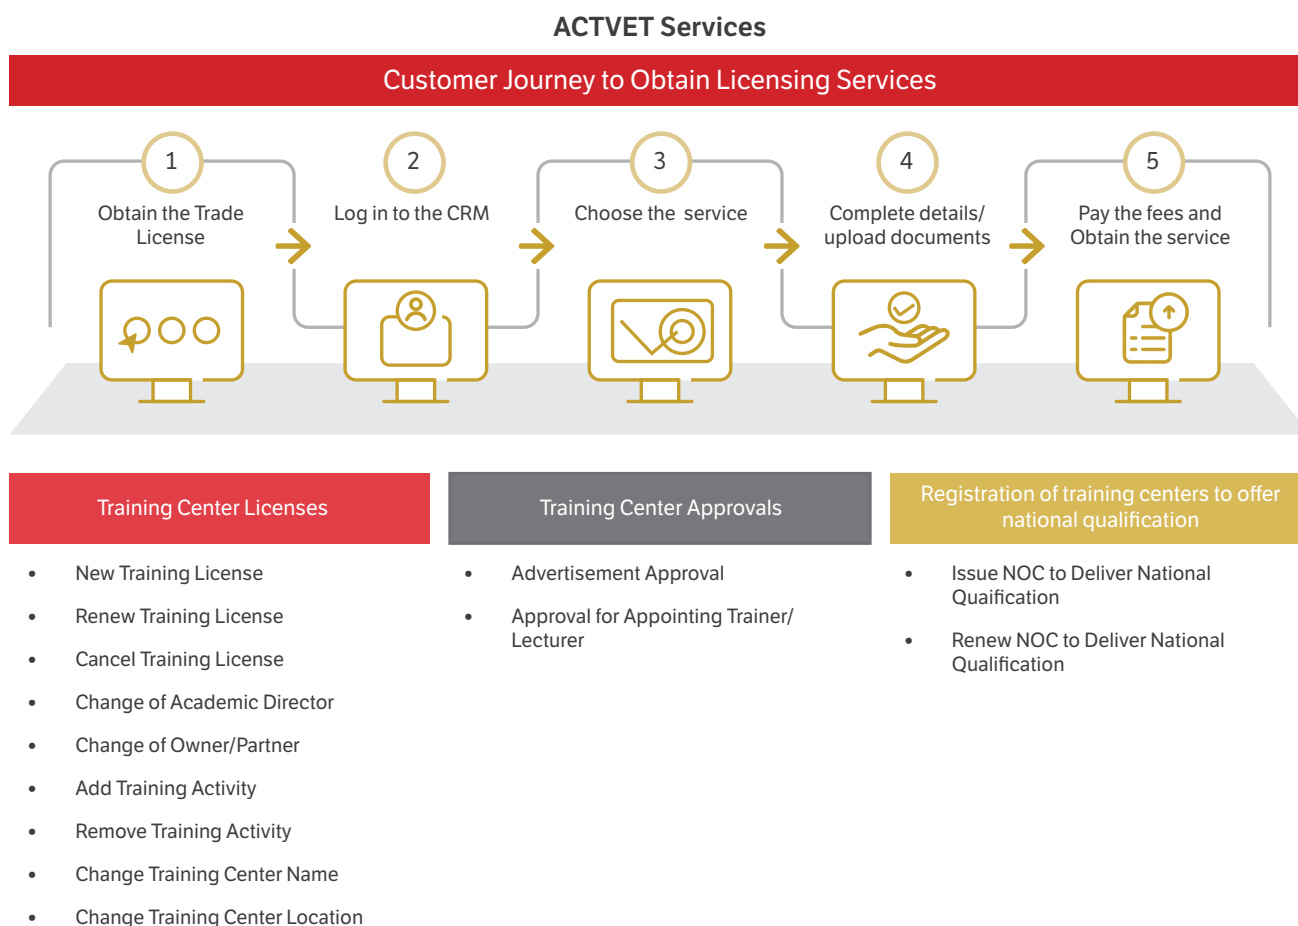 ACTVET Services
Customer Journey to Obtain Licensing Services
1
Obtain the Trade
License
2
Log in to the CRM
3
Choose the service
4
Complete details/
upload documents
5
Pay the fees and
Obtain the service
Training Center Licenses
• New Training License
• Renew Training License
• Cancel Training License
• Change of Academic Director
• Change of Owner/Partner
• Add Training Activity
• Remove Training Activity
• Change Training Center Name
• Change Training Center Location
Training Center Approvals
• Advertisement Approval
• Approval for Appointing Trainer/
Lecturer
Registration of training centers to offer
national qualification
• Issue NOC to Deliver National
Quaification
• Renew NOC to Deliver National
Qualification